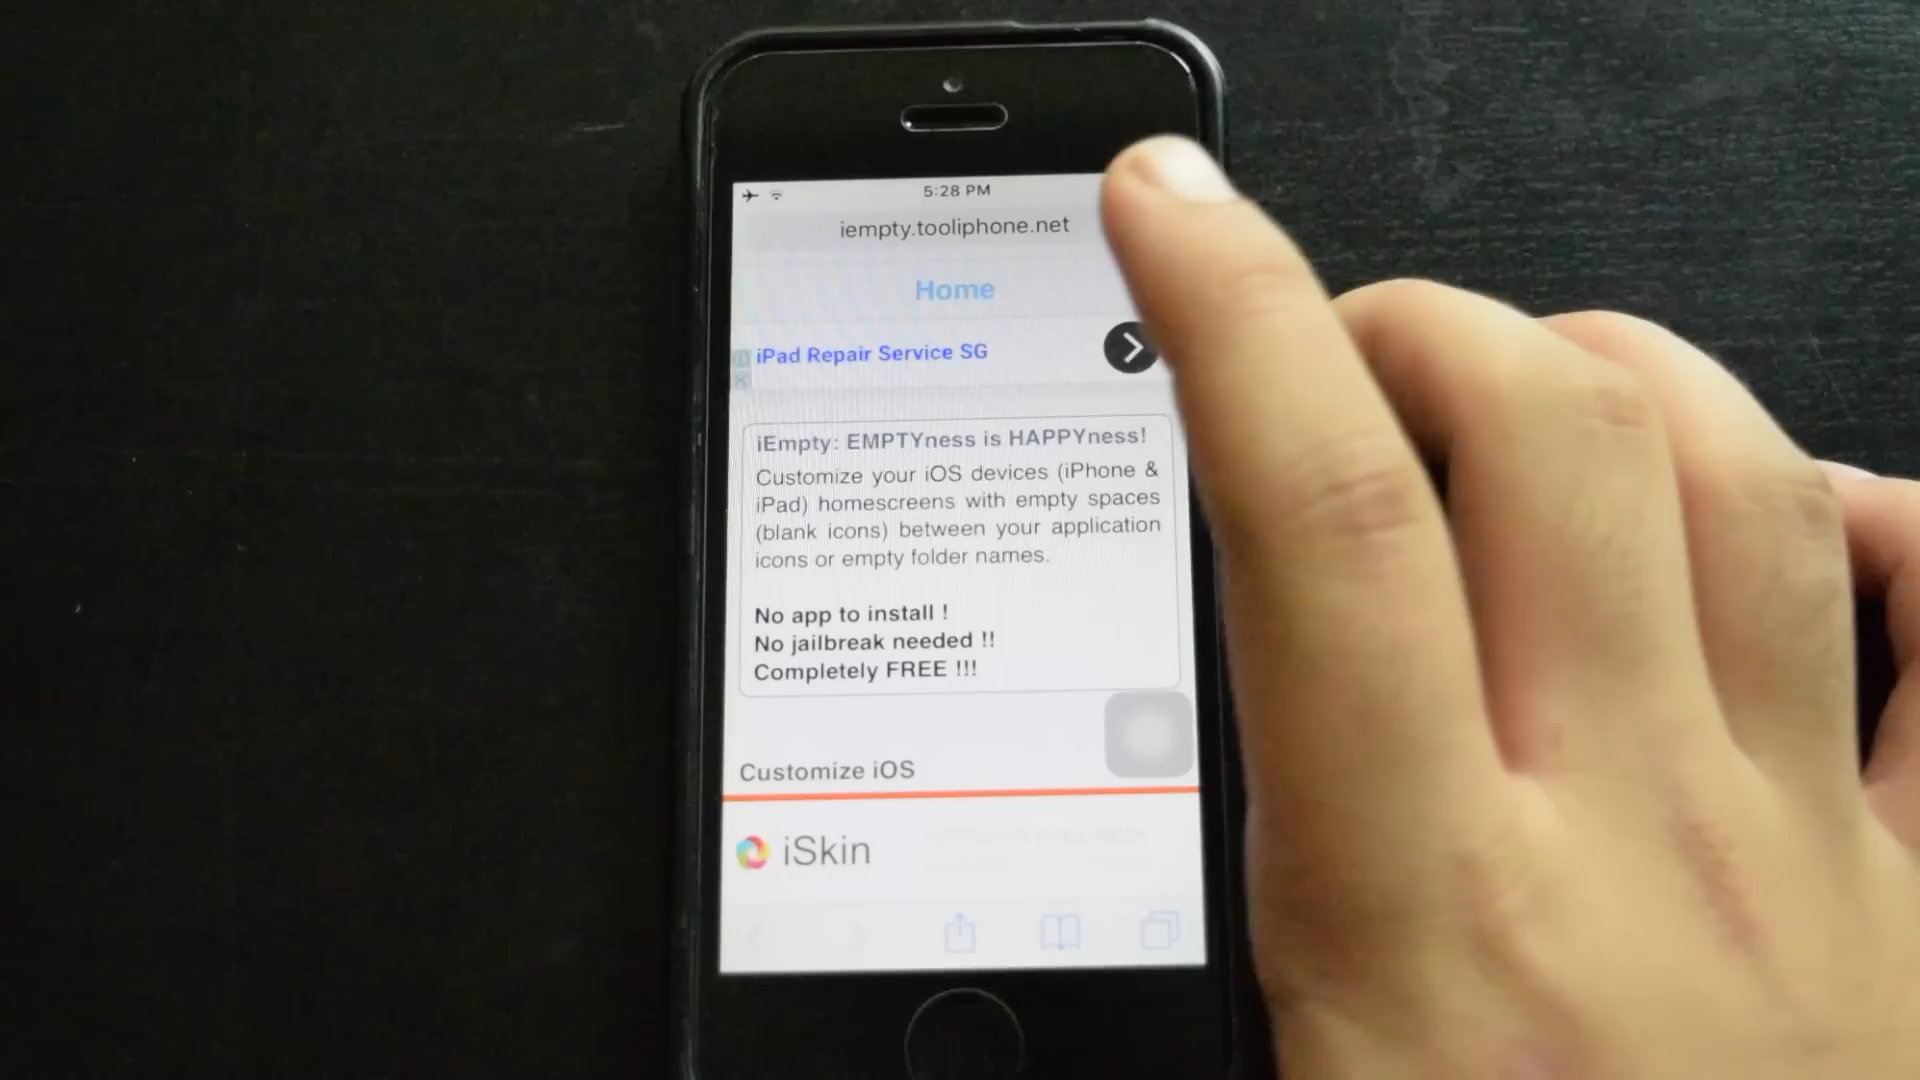 5:28 PM
iempty.tooliphone.net
Home
iPad Repair Service SG
iEmpty: EMPTYness is HAPPYness!
Customize your iOS devices (iPhone &
iPad) homescreens with empty spaces
(blank icons) between your application
icons or empty folder names.
No app to install !
No jailbreak needed !!
Completely FREE !!!
Customize iOS
iSkin